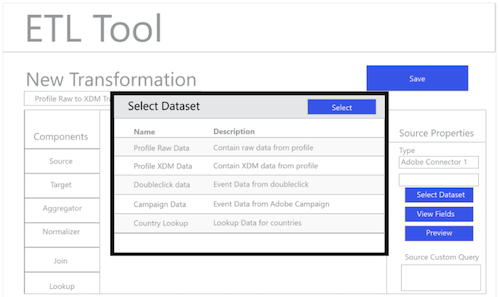 ETL Tool
New Transformation
Save
Profile Raw to XDM Tra
Select Dataset
Select
Name Description
Profile Raw Data Contain raw data from profile
Profile XDM Data Contain XDM data from profile
Doubleclick data Event Data from doubleclick
Campaign Data Event Data from Adobe Campaign
Country Lookup Lookup Data for countries
Components
Source
Target
Aggregator
Normalizer
Join
Lookup
Source Properties
Type
Adobe Connector 1
Select Dataset
View Fields
Preview
Source Custom Query